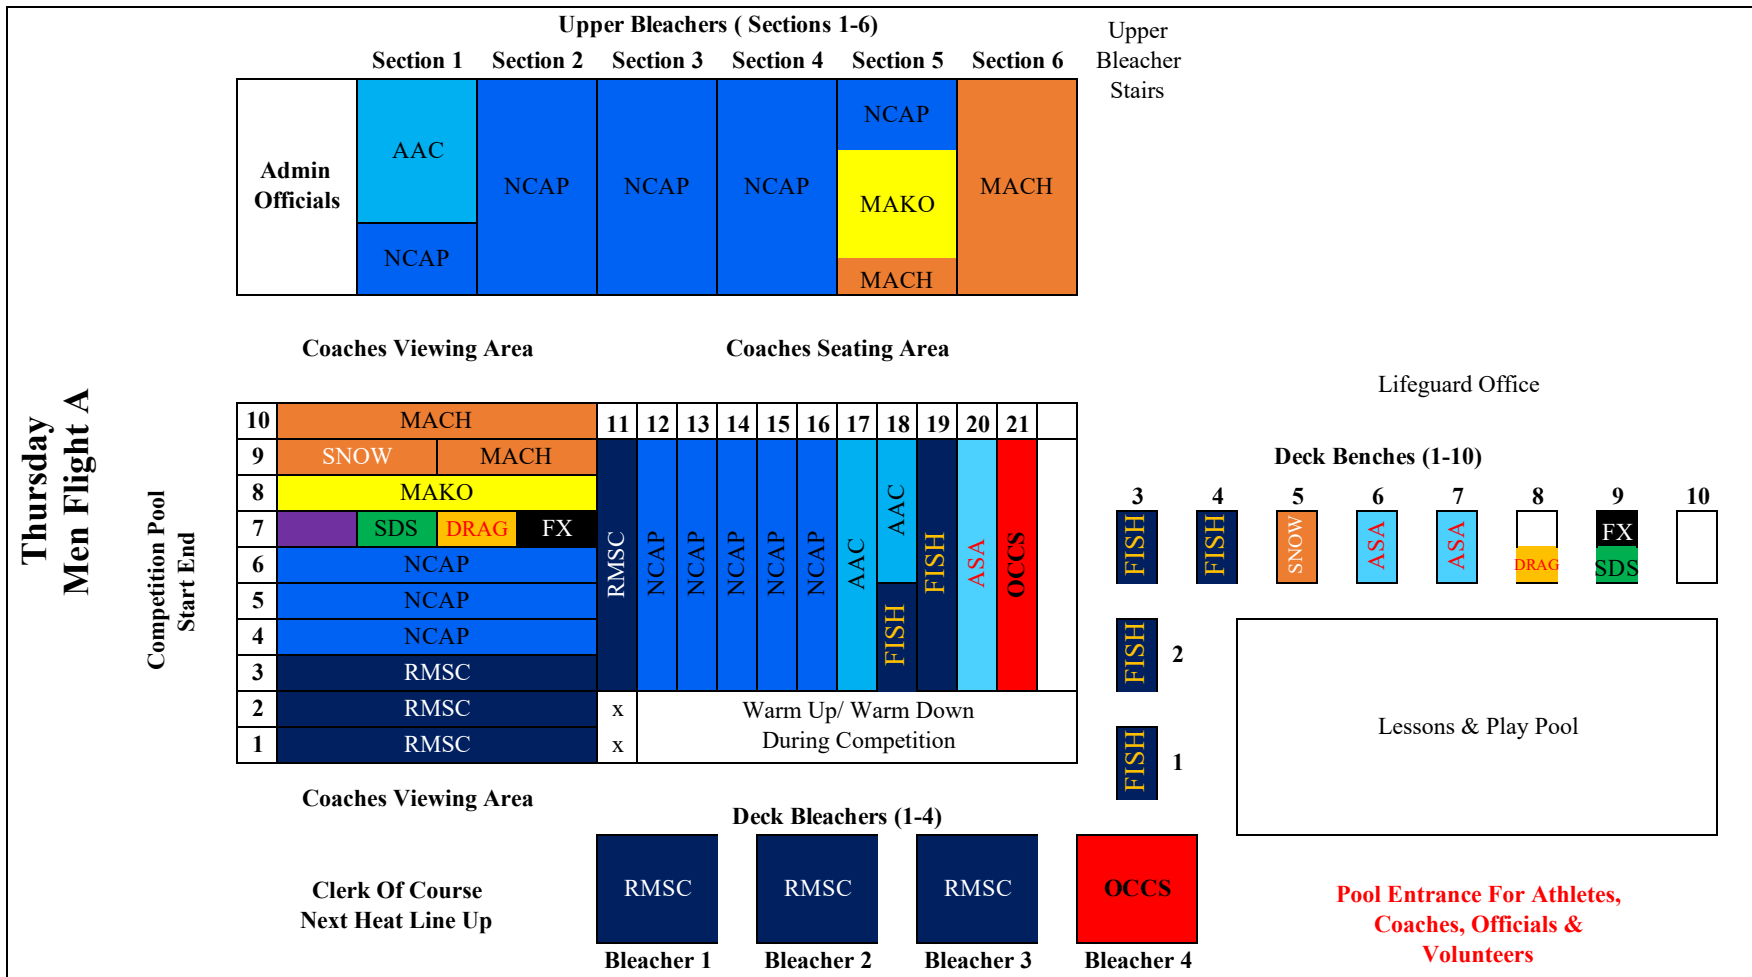 Upper Bleachers ( Sections 1-6)
Upper
Bleacher
Stairs
Section 1 Section 2 Section 3 Section 4 Section 5 Section 6
Admin
Officials
AAC
NCAP
NCAP
NCAP
NCAP
NCAP
MAKO
MACH
MACH
Coaches Viewing Area
Coaches Seating Area
Lifeguard Office
Thursday
Men Flight A
Competition Pool
Start End
10 MACH
9 SNOW MACH
8 MAKO
7 SDS DRAG FX
6 NCAP
5 NCAP
4 NCAP
3 RMSC
2 RMSC x
1 RMSC x
11 12 13 14 15 16 17 18 19 20 21
RMSC
NCAP
NCAP
NCAP
NCAP
NCAP
AAC
AAC
FISH
FISH
ASA
OCCS
Warm Up/ Warm Down
During Competition
Deck Benches (1-10)
3 4 5 6 7 8 9 10
FISH
FISH
SNOW
ASA
ASA
DRAG
FX
SDS
FISH
2
FISH
1
Lessons & Play Pool
Coaches Viewing Area
Deck Bleachers (1-4)
Clerk Of Course
Next Heat Line Up
RMSC
RMSC
RMSC
OCCS
Bleacher 1 Bleacher 2 Bleacher 3 Bleacher 4
Pool Entrance For Athletes,
Coaches, Officials &
Volunteers